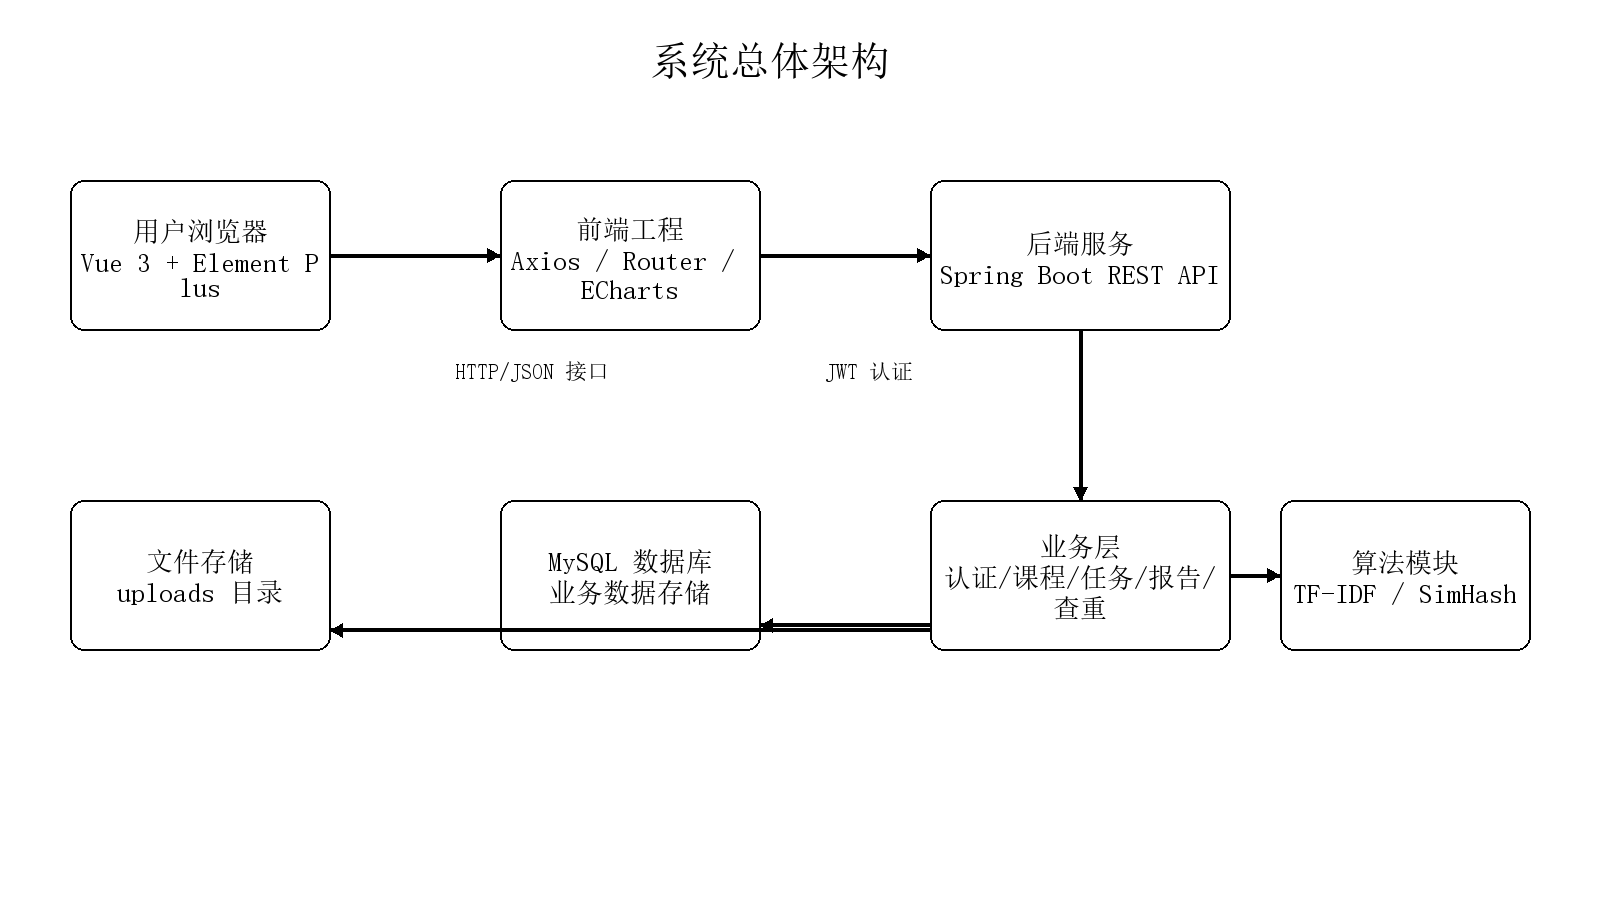 系统总体架构
用户浏览器
Vue 3 + Element P
lus
前端工程
Axios / Router /
ECharts
后端服务
Spring Boot REST API
HTTP/JSON 接口
JWT 认证
文件存储
uploads 目录
MySQL 数据库
业务数据存储
业务层
认证/课程/任务/报告/
查重
算法模块
TF-IDF / SimHash